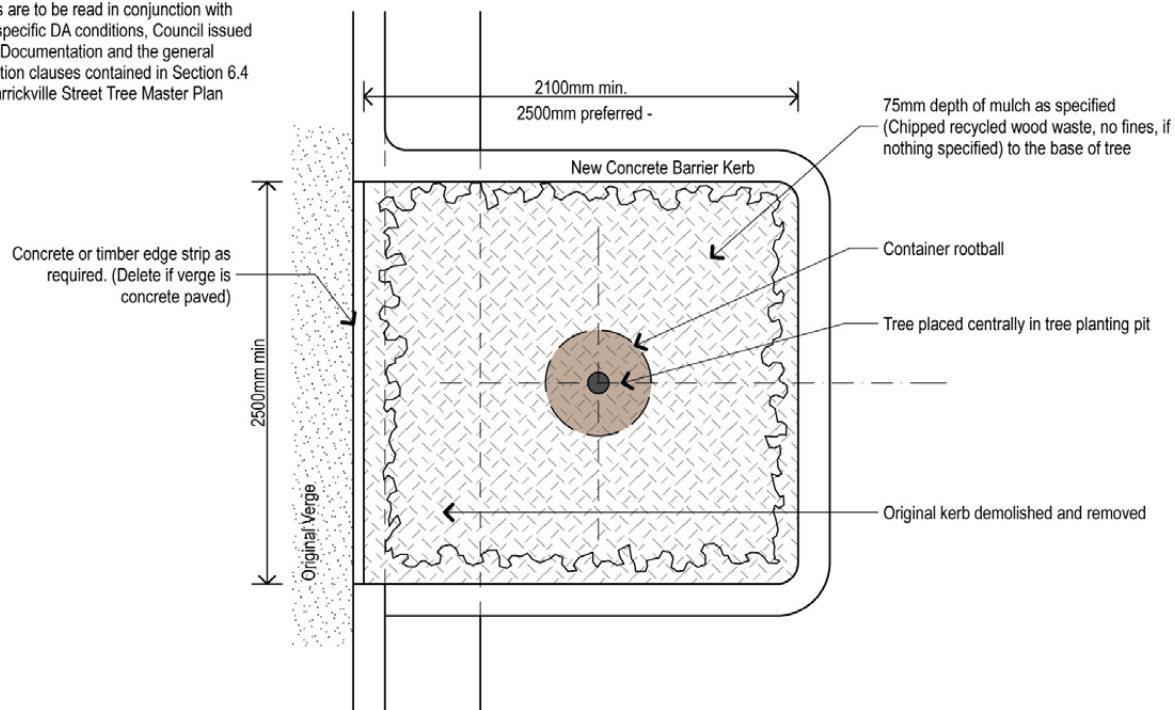 s are to be read in conjunction with
specific DA conditions, Council issued
Documentation and the general
tion clauses contained in Section 6.4
arrickville Street Tree Master Plan
2100mm min.
2500mm preferred -
75mm depth of mulch as specified
(Chipped recycled wood waste, no fines, if
nothing specified) to the base of tree
New Concrete Barrier Kerb
Concrete or timber edge strip as
required. (Delete if verge is
concrete paved)
Container rootball
Tree placed centrally in tree planting pit
2500mm min
Original Verge
Original kerb demolished and removed